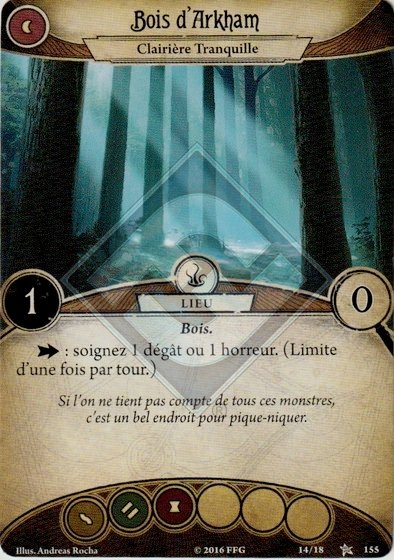 Bois d'Arkham
Clairière Tranquille
1
LIEU
0
Bois.
: soignez 1 dégât ou 1 horreur. (Limite
d'une fois par tour.)
Si l'on ne tient pas compte de tous ces monstres,
c'est un bel endroit pour pique-niquer.
Illus. Andreas Rocha
© 2016 FFG
14/18
155